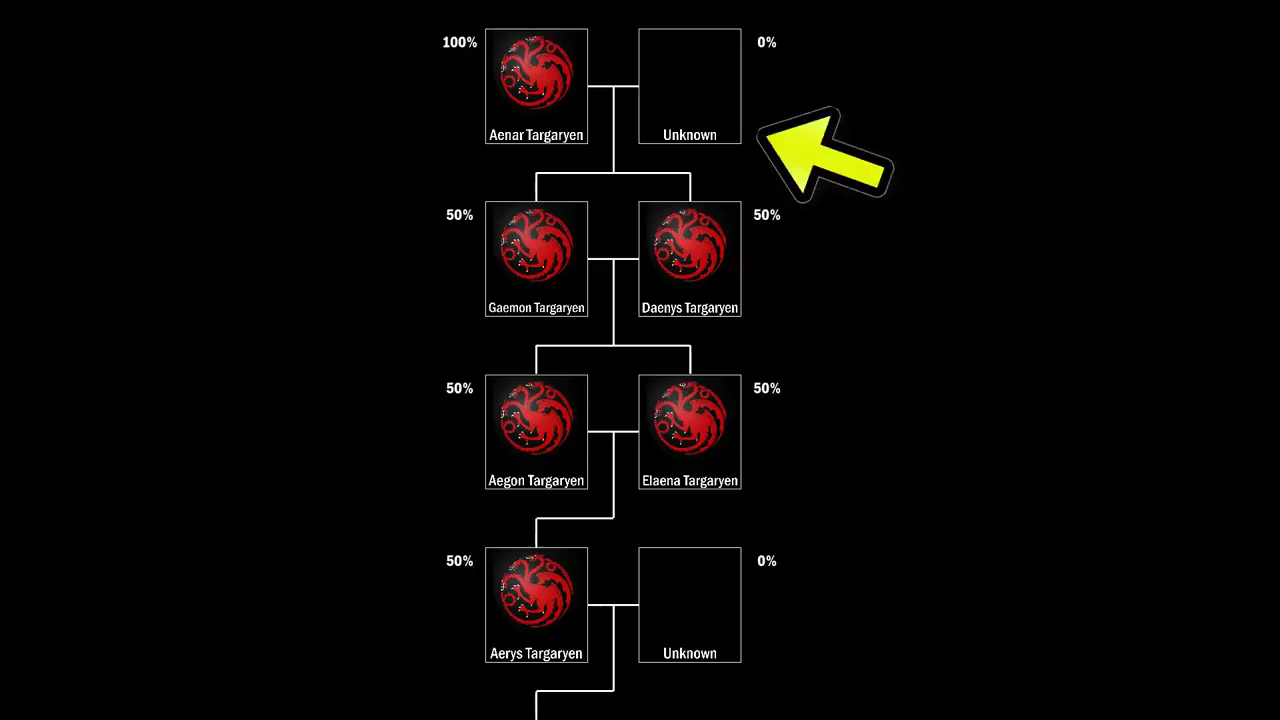 100%
0%
Aenar Targaryen
Unknown
50%
50%
Gaemon Targaryen
Daenys Targaryen
50%
50%
Aegon Targaryen
Elaena Targaryen
50%
0%
Aerys Targaryen
Unknown